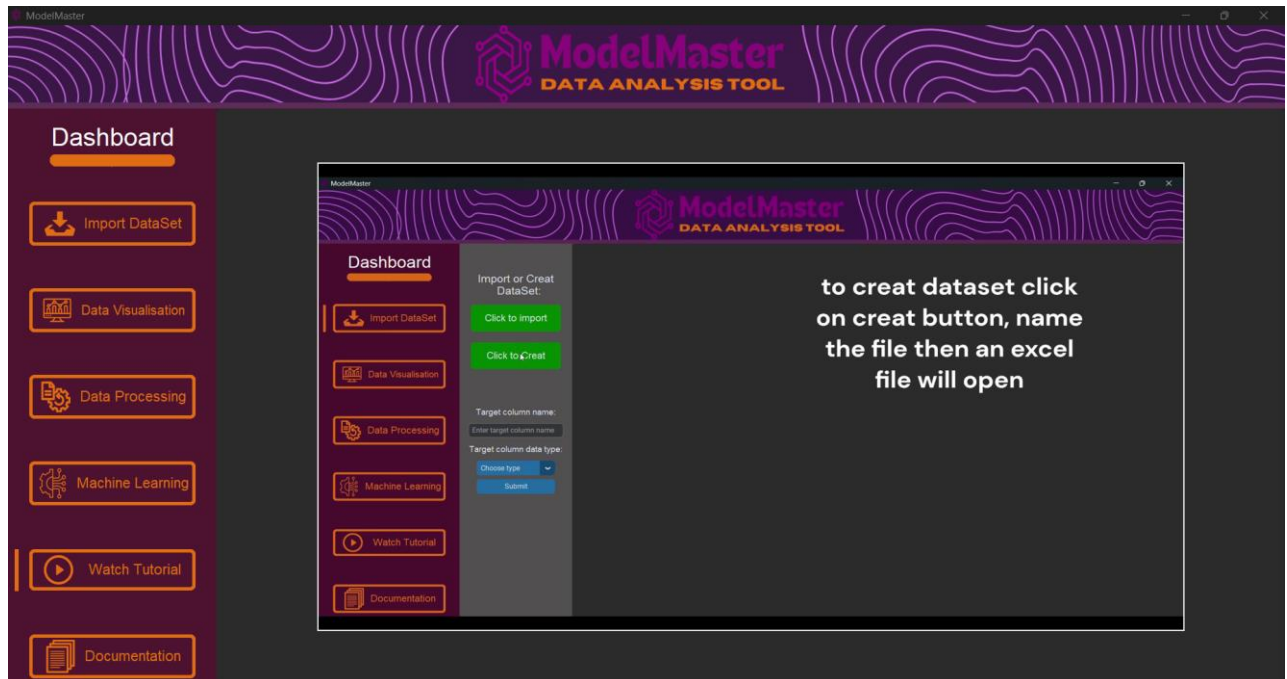 ModelMaster
ModelMaster
DATA ANALYSIS TOOL
Dashboard
Import DataSet
Data Visualisation
Data Processing
Machine Learning
Watch Tutorial
Documentation
ModelMaster
ModelMaster
DATA ANALYSIS TOOL
Dashboard
Import DataSet
Data Visualisation
Data Processing
Machine Learning
Watch Tutorial
Documentation
Import or Creat
DataSet:
Click to import
Click to Creat
Target column name:
Enter target column name
Target column data type:
Choose type
Submit
to creat dataset click
on creat button, name
the file then an excel
file will open